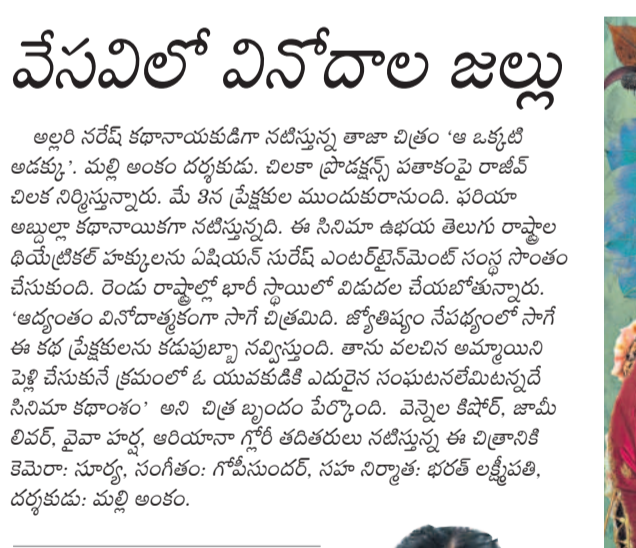 వేసవిలో వినోదాల జల్లు
అల్లరి నరేష్ కథానాయకుడిగా నటిస్తున్న తాజా చిత్రం ‘ఆ ఒక్కటి
అడక్కు’. మల్లి అంకం దర్శకుడు. చిలకా ప్రొడక్షన్స్ పతాకంపై రాజీవ్
చిలక నిర్మిస్తున్నారు. మే 3న ప్రేక్షకుల ముందుకురానుంది. ఫరియా
అబ్దుల్లా కథానాయికగా నటిస్తున్నది. ఈ సినిమా ఉభయ తెలుగు రాష్ట్రాల
థియేట్రికల్ హక్కులను ఏషియన్ సురేష్ ఎంటర్‌టైన్‌మెంట్ సంస్థ సొంతం
చేసుకుంది. రెండు రాష్ట్రాల్లో భారీ స్థాయిలో విడుదల చేయబోతున్నారు.
‘ఆద్యంతం వినోదాత్మకంగా సాగే చిత్రమిది. జ్యోతిష్యం నేపథ్యంలో సాగే
ఈ కథ ప్రేక్షకులను కడుపుబ్బా నవ్విస్తుంది. తాను వలచిన అమ్మాయిని
పెళ్లి చేసుకునే క్రమంలో ఓ యువకుడికి ఎదురైన సంఘటనలేమిటన్నదే
సినిమా కథాంశం’ అని చిత్ర బృందం పేర్కొంది. వెన్నెల కిషోర్, జామీ
లివర్, వైవా హర్ష, ఆరియానా గ్లోరీ తదితరులు నటిస్తున్న ఈ చిత్రానికి
కెమెరా: సూర్య, సంగీతం: గోపీసుందర్, సహ నిర్మాత: భరత్ లక్ష్మీపతి,
దర్శకుడు: మల్లి అంకం.